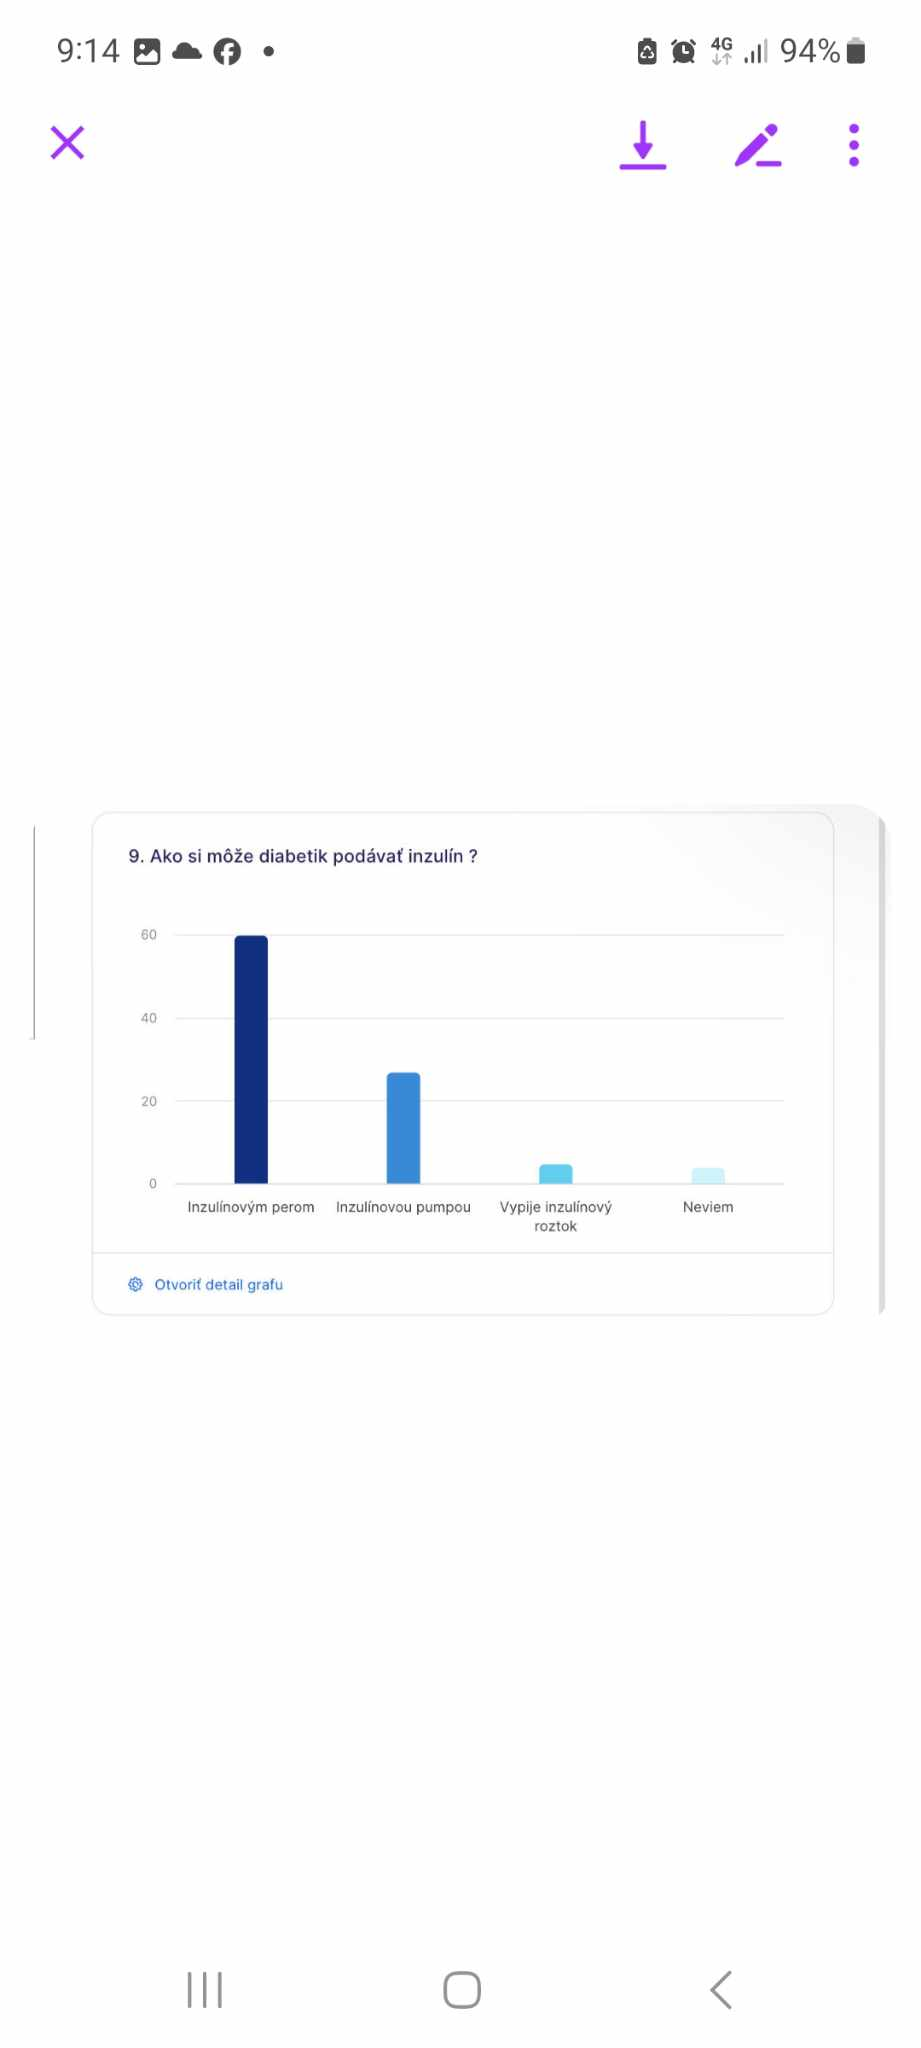 9:14
4G
94%
9. Ako si môže diabetik podávať inzulín ?
60
40
20
0
Inzulínovým perom
Inzulínovou pumpou
Vypije inzulínový
roztok
Neviem
Otvoriť detail grafu